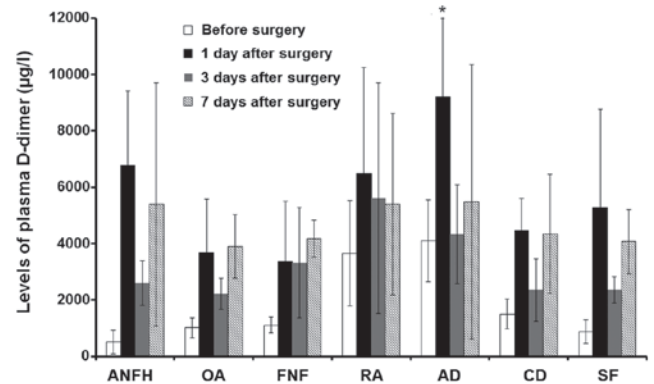 Levels of plasma D-dimer (µg/l)
12000
10000
8000
6000
4000
2000
0
Before surgery
1 day after surgery
3 days after surgery
7 days after surgery
*
ANFH OA FNF RA AD CD SF